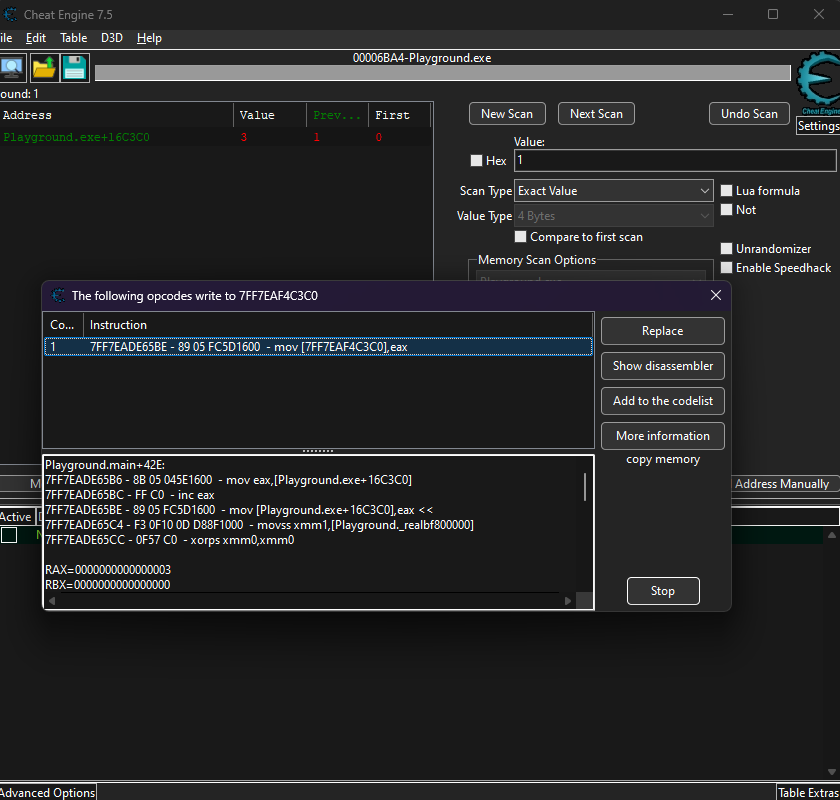 Cheat Engine 7.5
ile Edit Table D3D Help
00006BA4-Playground.exe
ound: 1
Address Value Prev... First
Playground.exe+16C3C0 3 1 0
New Scan Next Scan Undo Scan
Cheat Engine
Settings
Value:
Hex 1
Scan Type Exact Value Lua formula
Not
Value Type 4 Bytes
Compare to first scan
Unrandomizer
Enable Speedhack
Memory Scan Options
The following opcodes write to 7FF7EAF4C3C0
Co... Instruction
1 7FF7EADE65BE - 89 05 FC5D1600 - mov [7FF7EAF4C3C0],eax
Replace
Show disassembler
Add to the codelist
More information
copy memory
Playground.main+42E:
7FF7EADE65B6 - 8B 05 045E1600 - mov eax,[Playground.exe+16C3C0]
7FF7EADE65BC - FF C0 - inc eax
7FF7EADE65BE - 89 05 FC5D1600 - mov [Playground.exe+16C3C0],eax <<
7FF7EADE65C4 - F3 0F10 0D D88F1000 - movss xmm1,[Playground._realbf800000]
7FF7EADE65CC - 0F57 C0 - xorps xmm0,xmm0
RAX=0000000000000003
RBX=0000000000000000
Stop
M
Address Manually
Active
Advanced Options
Table Extras